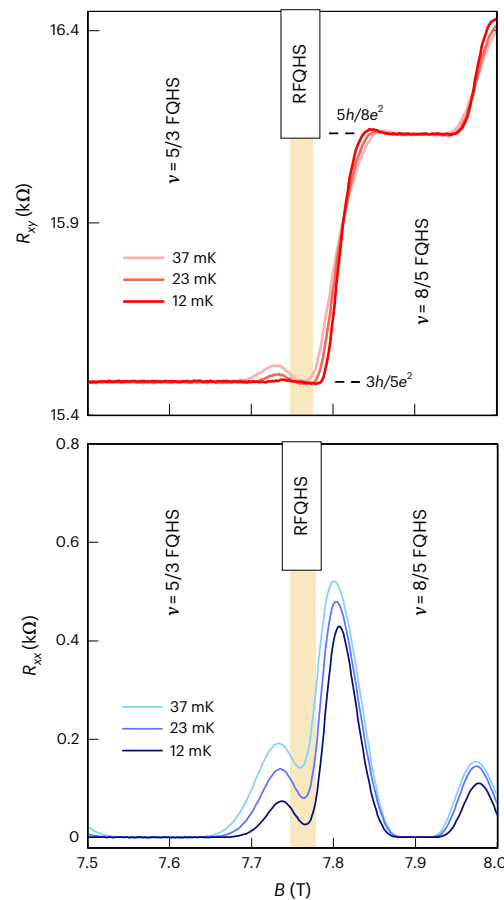 16.4
15.9
15.4
R_xy (kΩ)
ν = 5/3 FQHS
RFQHS
5h/8e²
ν = 8/5 FQHS
37 mK
23 mK
12 mK
3h/5e²
0.8
0.6
0.4
0.2
0
R_xx (kΩ)
ν = 5/3 FQHS
RFQHS
ν = 8/5 FQHS
37 mK
23 mK
12 mK
7.5 7.6 7.7 7.8 7.9 8.0
B (T)